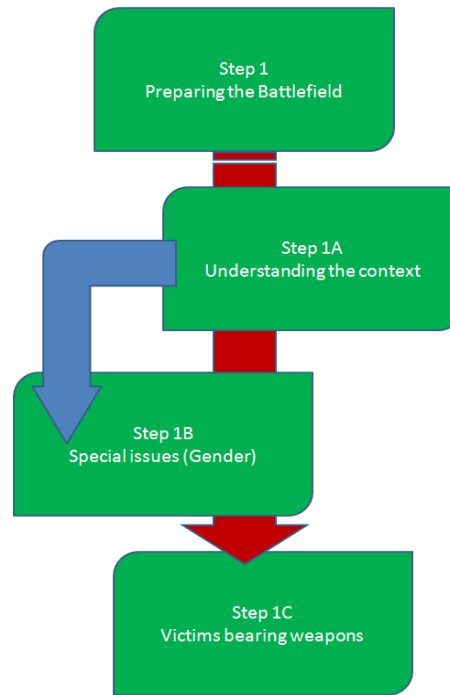 Step 1
Preparing the Battlefield
Step 1A
Understanding the context
Step 1B
Special issues (Gender)
Step 1C
Victims bearing weapons